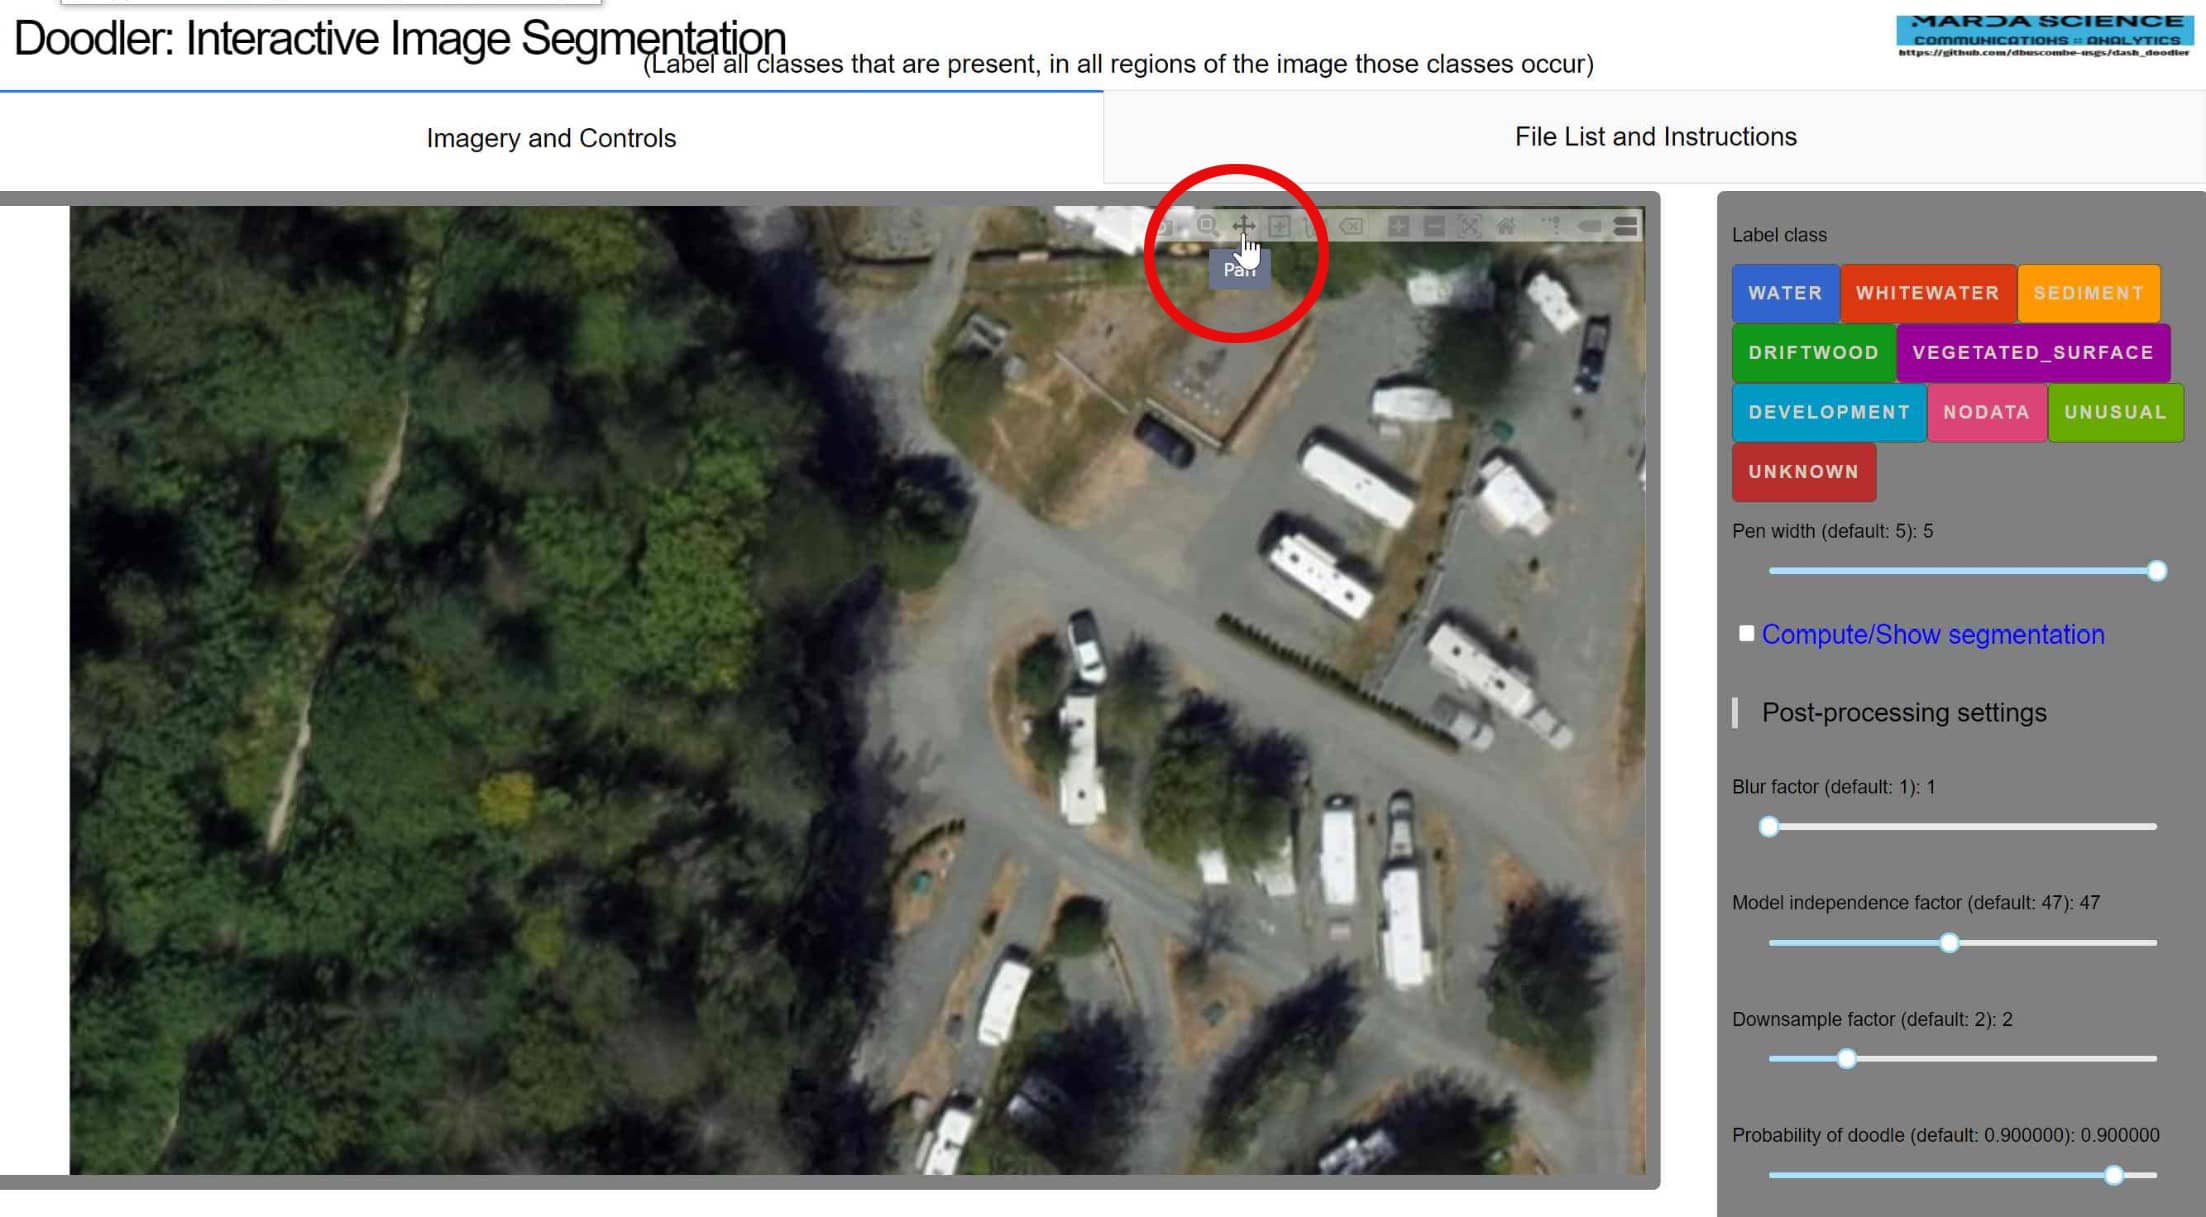 Doodler: Interactive Image Segmentation
(Label all classes that are present, in all regions of the image those classes occur)
MARDA SCIENCE
COMMUNICATIONS :: ANALYTICS
https://github.com/dbuscombe-usgs/dash_doodler
Imagery and Controls
File List and Instructions
Pan
Label class
WATER WHITEWATER SEDIMENT
DRIFTWOOD VEGETATED_SURFACE
DEVELOPMENT NODATA UNUSUAL
UNKNOWN
Pen width (default: 5): 5
Compute/Show segmentation
Post-processing settings
Blur factor (default: 1): 1
Model independence factor (default: 47): 47
Downsample factor (default: 2): 2
Probability of doodle (default: 0.900000): 0.900000